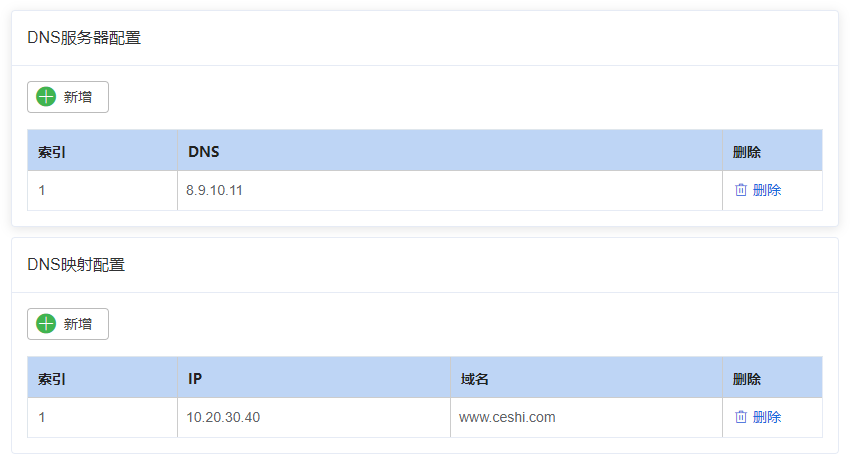 DNS服务器配置
新增
索引 DNS 删除
1 8.9.10.11 删除
DNS映射配置
新增
索引 IP 域名 删除
1 10.20.30.40 www.ceshi.com 删除